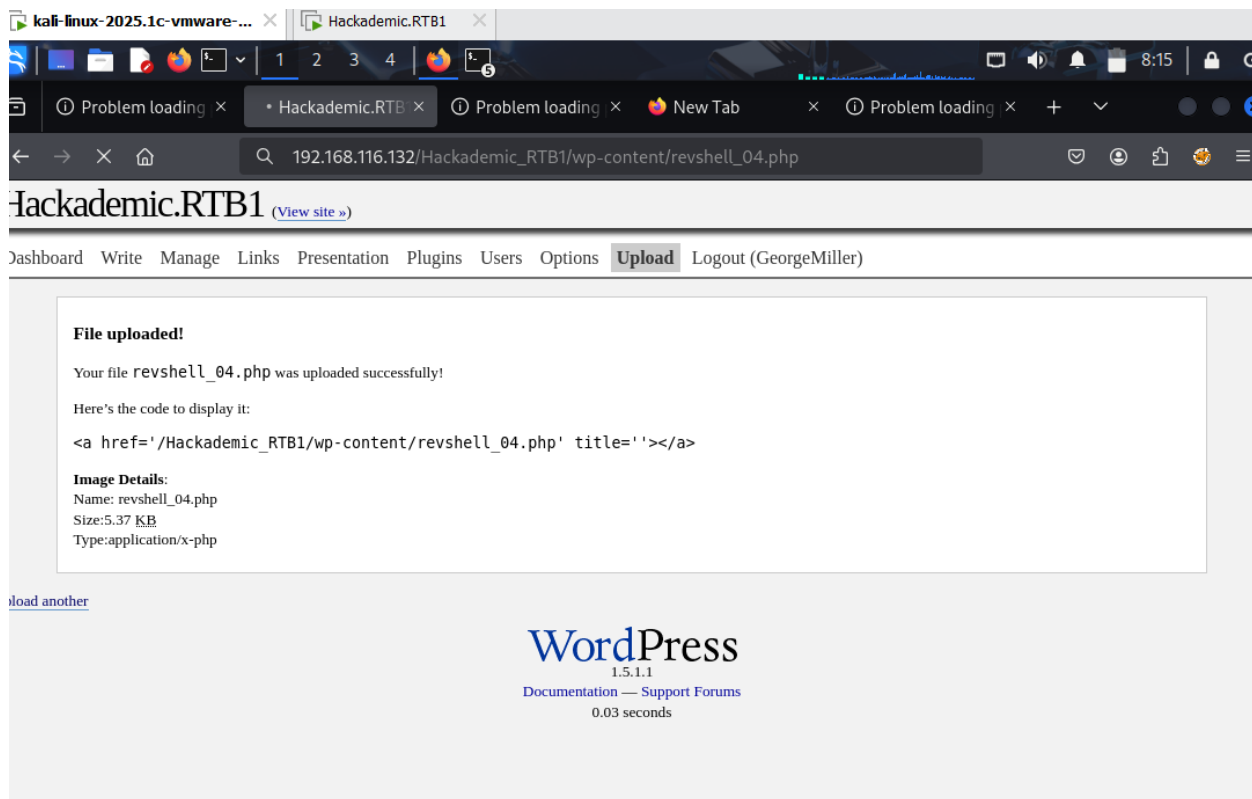 kali-linux-2025.1c-vmware-... Hackademic.RTB1
1 2 3 4 5 8:15
Problem loading Hackademic.RTB Problem loading New Tab Problem loading
192.168.116.132/Hackademic_RTB1/wp-content/revshell_04.php
Hackademic.RTB1 (View site »)
Dashboard Write Manage Links Presentation Plugins Users Options Upload Logout (GeorgeMiller)
File uploaded!
Your file revshell_04.php was uploaded successfully!
Here’s the code to display it:
<a href='/Hackademic_RTB1/wp-content/revshell_04.php' title=''></a>
Image Details:
Name: revshell_04.php
Size:5.37 KB
Type:application/x-php
pload another
WordPress
1.5.1.1
Documentation — Support Forums
0.03 seconds